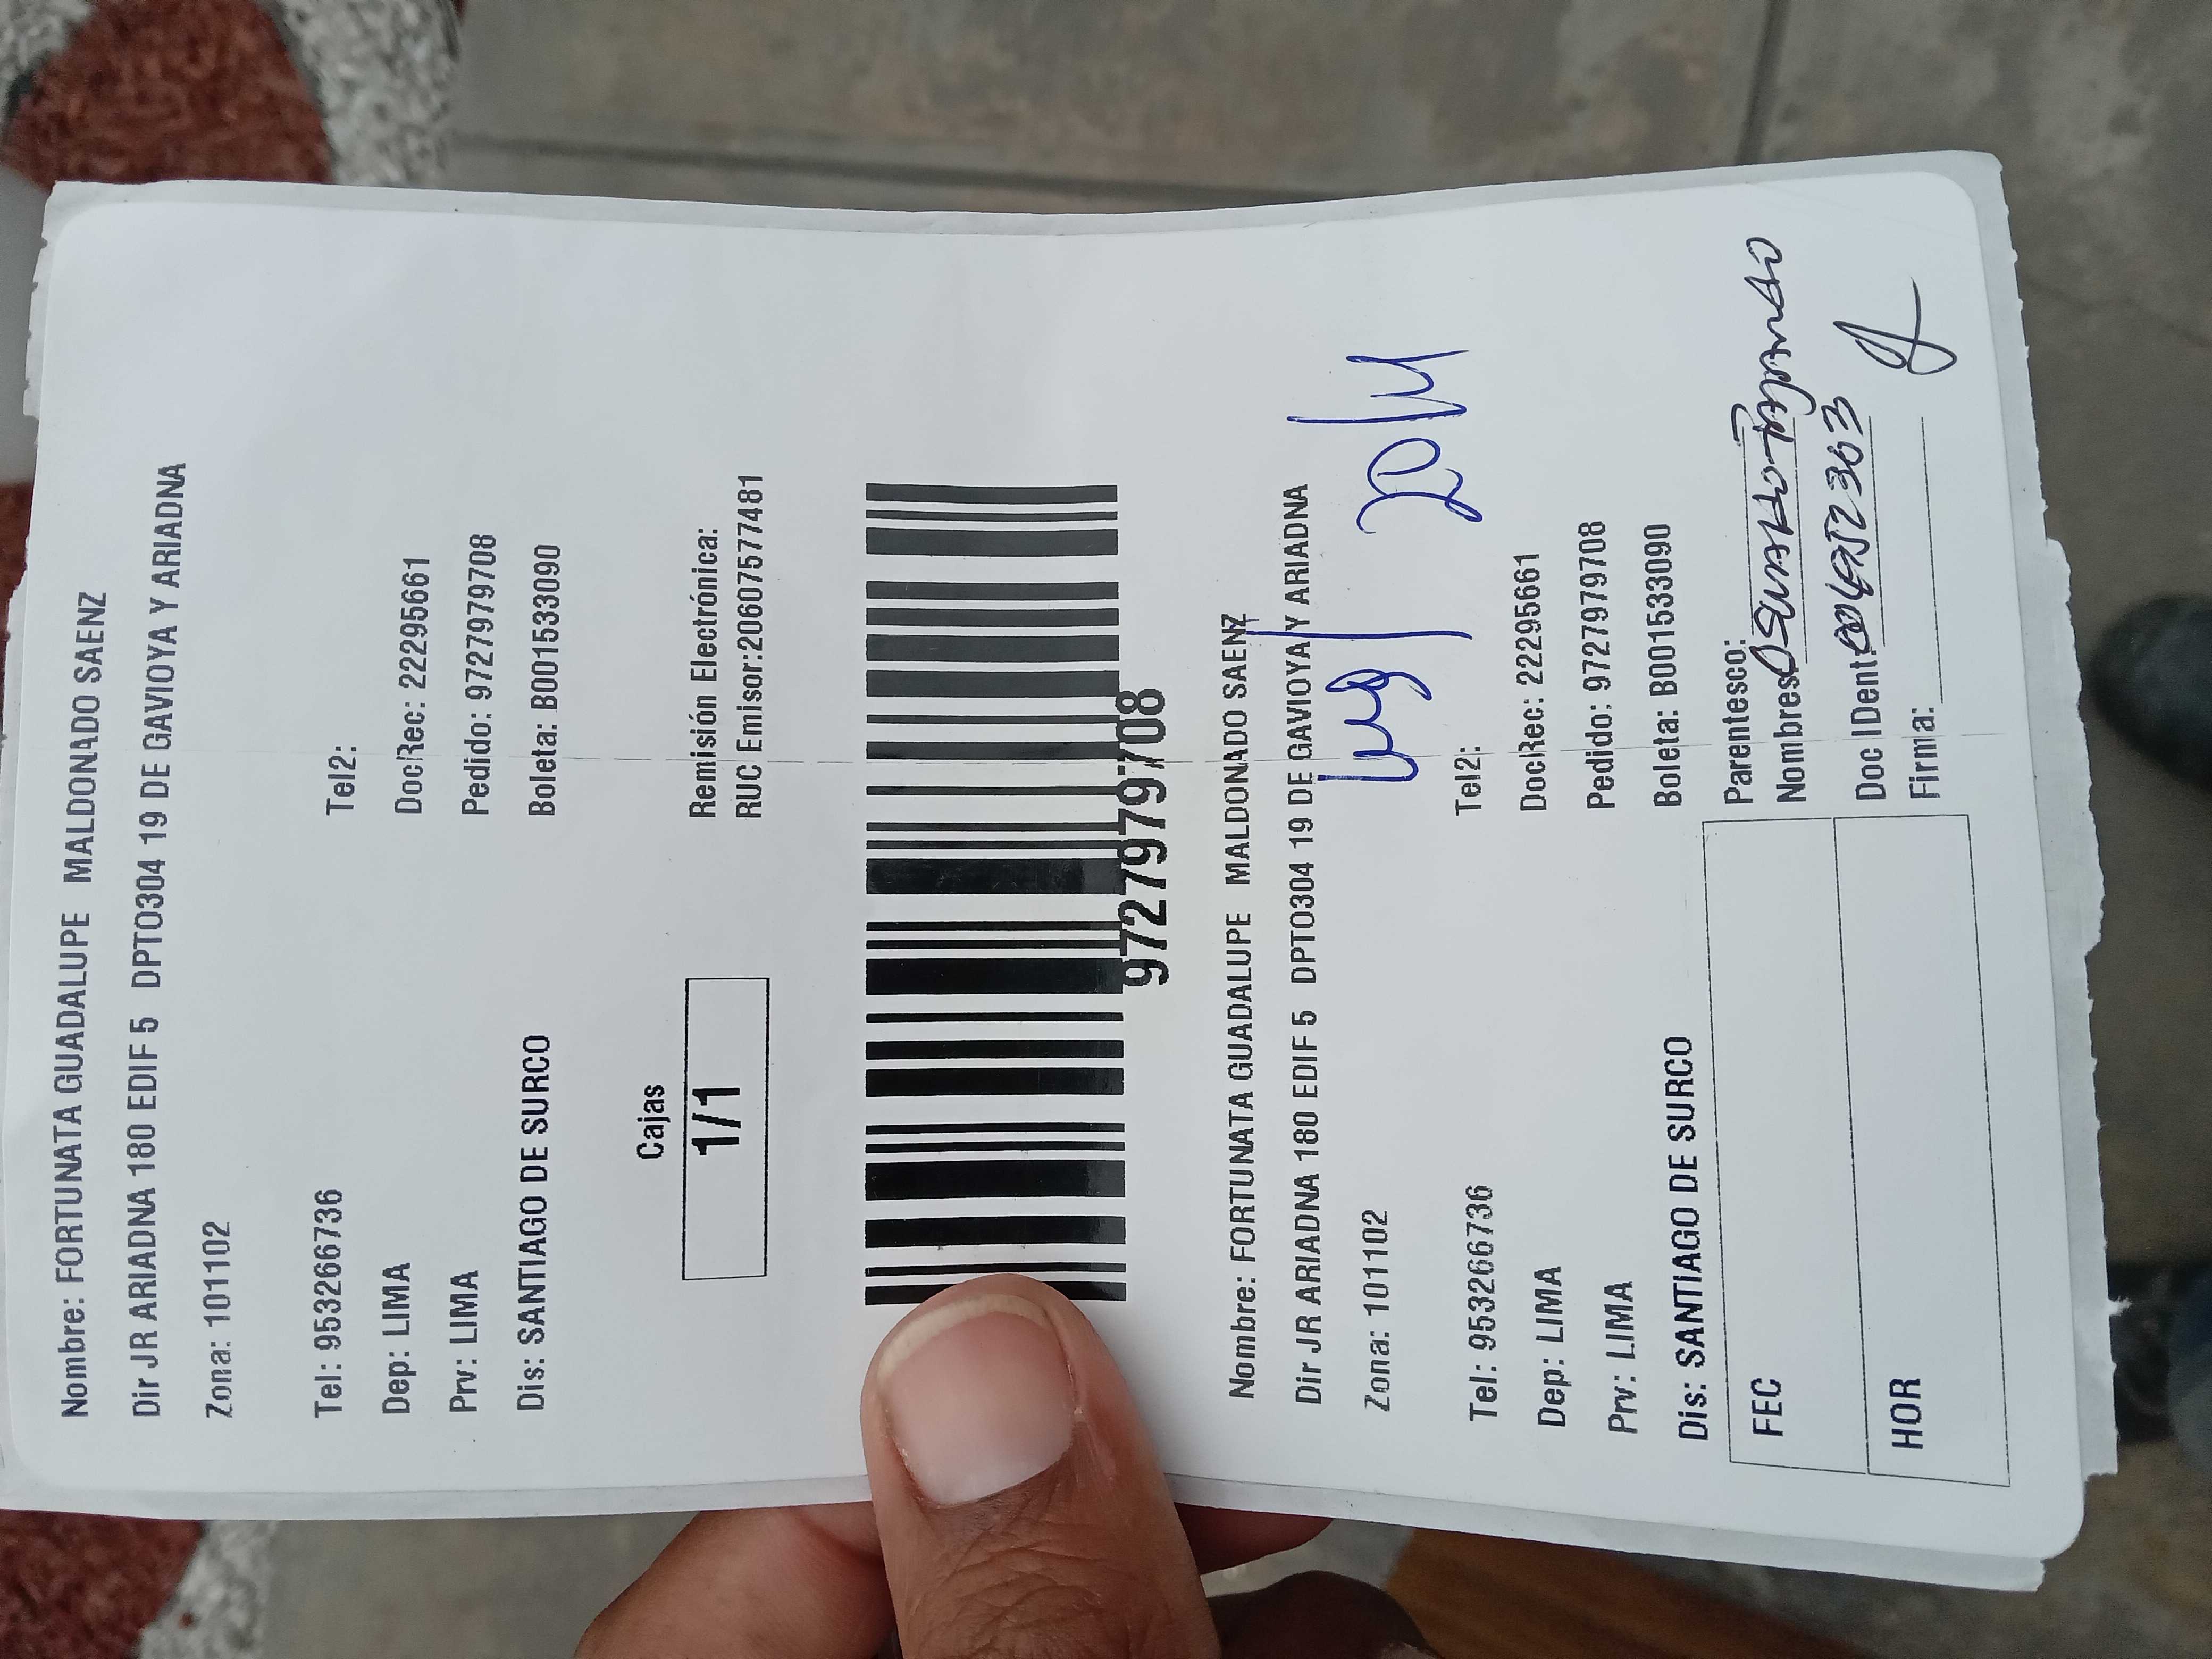 Nombre: FORTUNATA GUADALUPE MALDONADO SAENZ
Dir JR ARIADNA 180 EDIF 5 DPTO304 19 DE GAVIOYA Y ARIADNA
Zona: 101102
Tel: 953266736 Tel2:
Dep: LIMA DocRec: 22295661
Prv: LIMA Pedido: 9727979708
Dis: SANTIAGO DE SURCO Boleta: B001533090
Cajas Remisión Electrónica:
1/1 RUC Emisor:20607577481
9727979708
Nombre: FORTUNATA GUADALUPE MALDONADO SAENZ
Dir JR ARIADNA 180 EDIF 5 DPTO304 19 DE GAVIOYA Y ARIADNA
Zona: 101102
Tel: 953266736 Tel2:
Dep: LIMA DocRec: 22295661
Prv: LIMA Pedido: 9727979708
Dis: SANTIAGO DE SURCO Boleta: B001533090
FEC Parentesco:
Nombres:
HOR Doc IDent:
Firma: